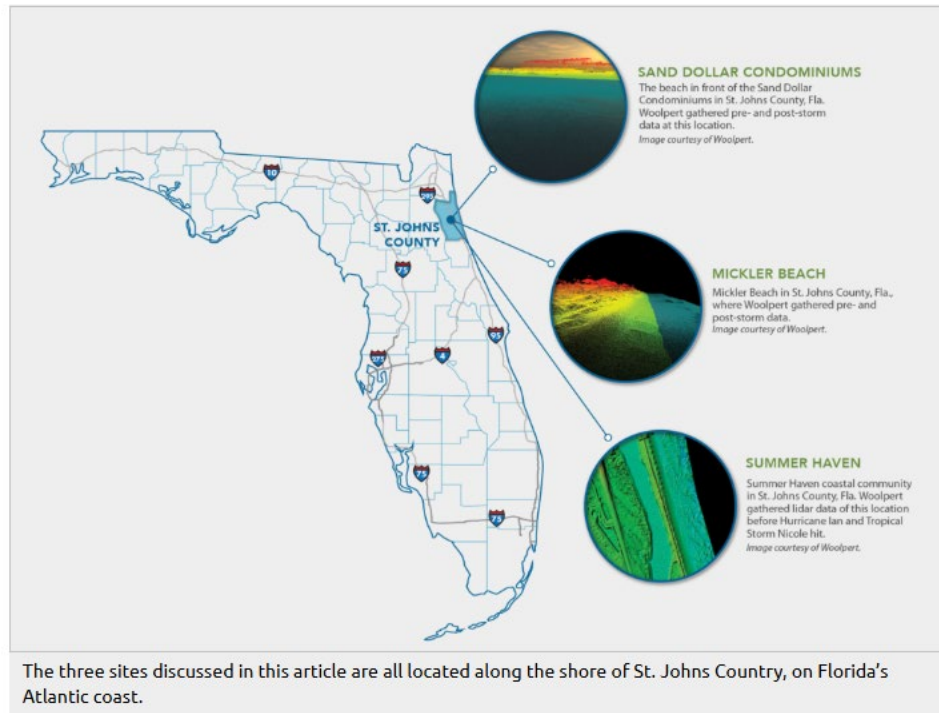 SAND DOLLAR CONDOMINIUMS
The beach in front of the Sand Dollar
Condominiums in St. Johns County, Fla.
Woolpert gathered pre- and post-storm
data at this location.
Image courtesy of Woolpert.
10
295
ST. JOHNS
COUNTY
75
MICKLER BEACH
Mickler Beach in St. Johns County, Fla.,
where Woolpert gathered pre- and
post-storm data.
Image courtesy of Woolpert.
95
275
4
SUMMER HAVEN
Summer Haven coastal community
in St. Johns County, Fla. Woolpert
gathered lidar data of this location
before Hurricane Ian and Tropical
Storm Nicole hit.
Image courtesy of Woolpert.
75
75
The three sites discussed in this article are all located along the shore of St. Johns Country, on Florida’s
Atlantic coast.